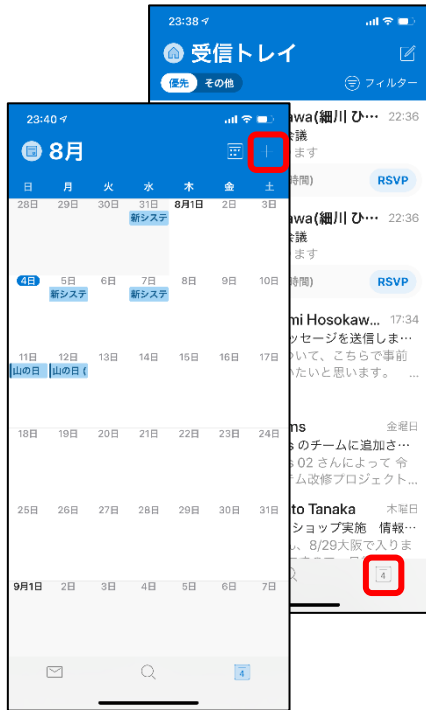 23:38
受信トレイ
優先 その他
フィルター
awa(細川 ひ… 22:36
会議
ます
時間) RSVP
awa(細川 ひ… 22:36
会議
ます
時間) RSVP
mi Hosokaw... 17:34
ッセージを送信しま…
ついて、こちらで事前
いたいと思います。 ...
ms 金曜日
s のチームに追加さ…
s 02 さんによって 令
テム改修プロジェクト...
to Tanaka 木曜日
ショップ実施 情報…
ん、8/29大阪で入りま
4
23:40
8月
日 月 火 水 木 金 土
28日 29日 30日 31日 8月1日 2日 3日
新システ
4日 5日 6日 7日 8日 9日 10日
新システ 新システ
11日 12日 13日 14日 15日 16日 17日
山の日 山の日 (
18日 19日 20日 21日 22日 23日 24日
25日 26日 27日 28日 29日 30日 31日
9月1日 2日 3日 4日 5日 6日 7日
4